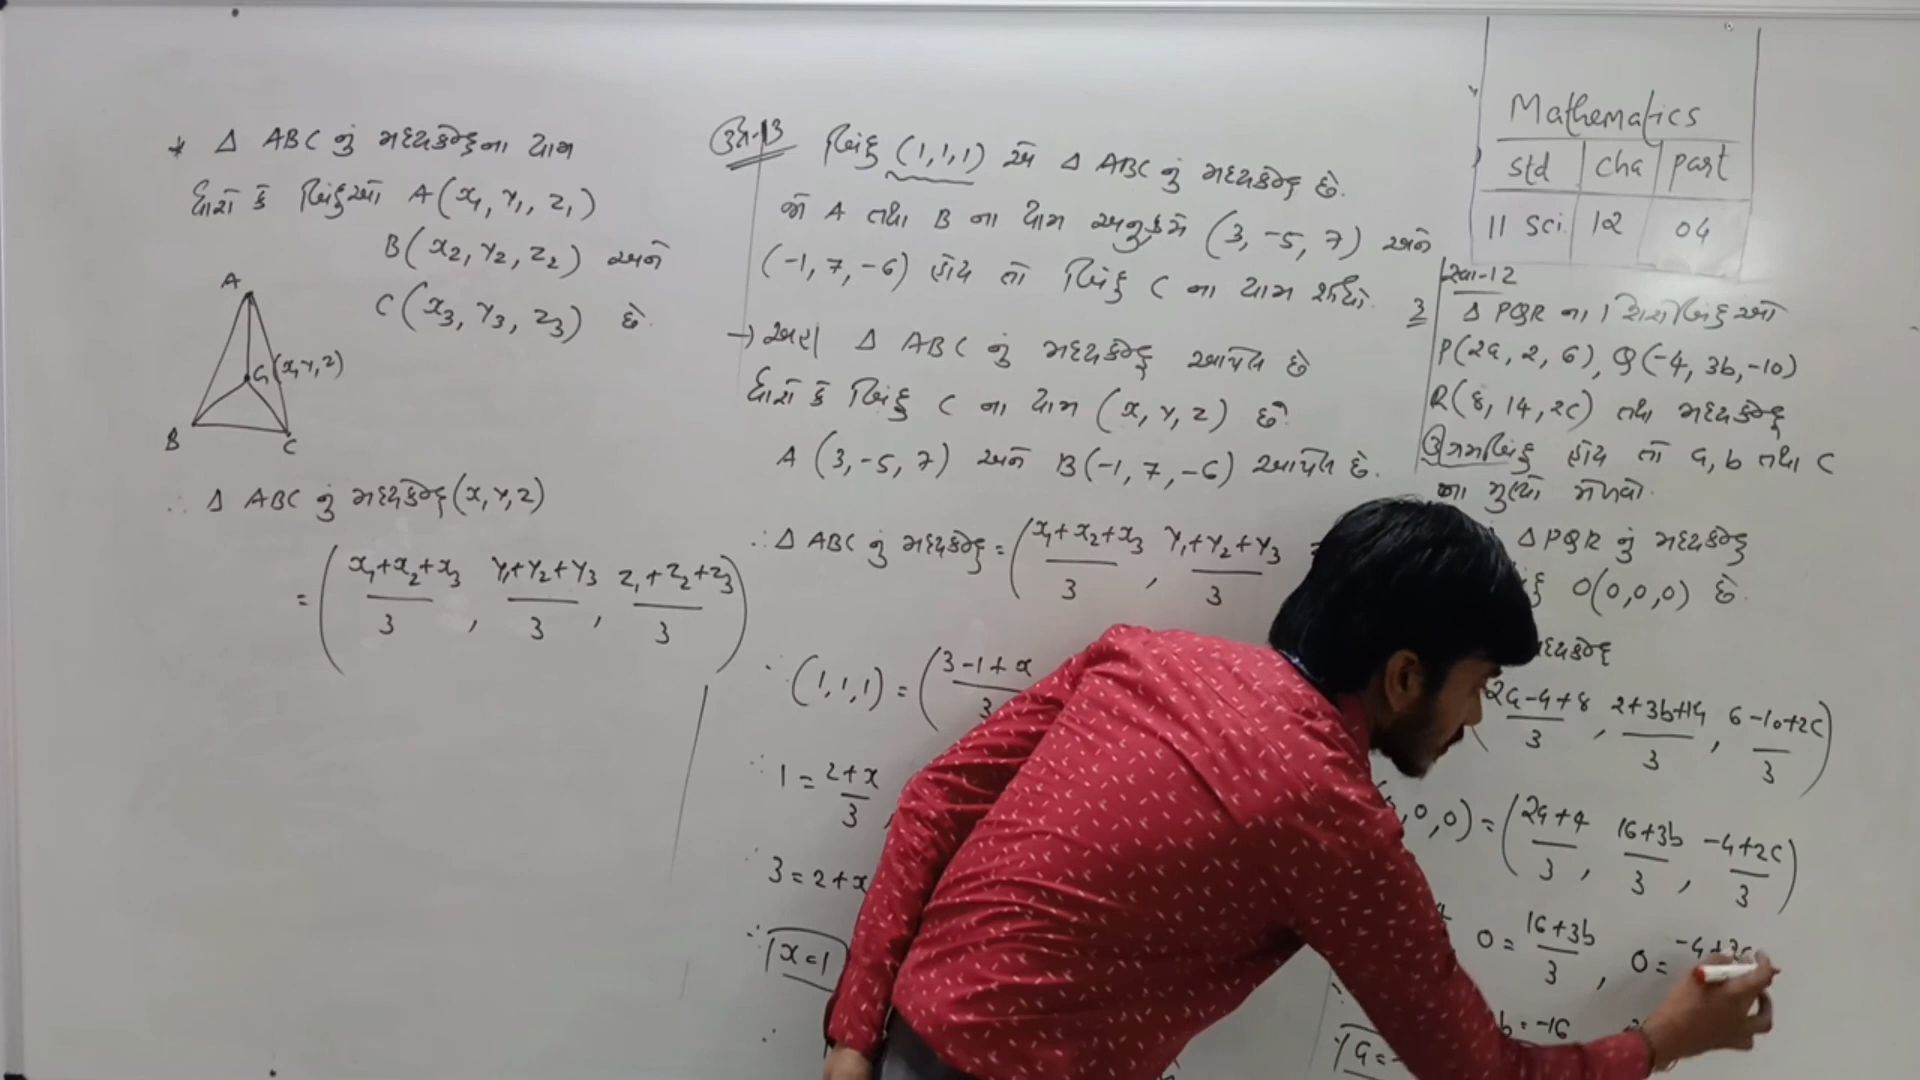 * Δ ABC નું મધ્યકેન્દ્રના યામ
ધારો કે બિંદુઓ A(x₁, y₁, z₁)
B(x₂, y₂, z₂) અને
C(x₃, y₃, z₃) છે.
A
G(x, y, z)
B
C
∴ Δ ABC નું મધ્યકેન્દ્ર (x, y, z)
= ( x₁+x₂+x₃ / 3 , y₁+y₂+y₃ / 3 , z₁+z₂+z₃ / 3 )
ઉદા-13 બિંદુ (1,1,1) એ Δ ABC નું મધ્યકેન્દ્ર છે.
જો A તથા B ના યામ અનુક્રમે (3, -5, 7) અને
(-1, 7, -6) હોય તો બિંદુ C ના યામ શોધો.
→ અહીં Δ ABC નું મધ્યકેન્દ્ર આપેલ છે
ધારો કે બિંદુ C ના યામ (x, y, z) છે.
A (3, -5, 7) અને B(-1, 7, -6) આપેલ છે.
∴ Δ ABC નું મધ્યકેન્દ્ર = ( x₁+x₂+x₃ / 3 , y₁+y₂+y₃ / 3
∴ (1,1,1) = ( 3-1+x / 3
∴ 1 = 2+x / 3
∴ 3 = 2+x
∴ x=1
Mathematics
std cha part
11 Sci. 12 04
સ્વા-12
3 Δ PQR ના શિરોબિંદુઓ
P(2a, 2, 6), Q(-4, 3b, -10)
R(8, 14, 2c) તથા મધ્યકેન્દ્ર
ઉગમબિંદુ હોય તો a, b તથા c
ના મુલ્યો મેળવો.
Δ PQR નું મધ્યકેન્દ્ર
O(0,0,0) છે.
2a-4+8 / 3 , 2+3b+14 / 3 , 6-10+2c / 3 )
,0,0) = ( 2a+4 / 3 , 16+3b / 3 , -4+2c / 3 )
0 = 16+3b / 3 , 0 = -4+2c
b = -16
∴ a = -